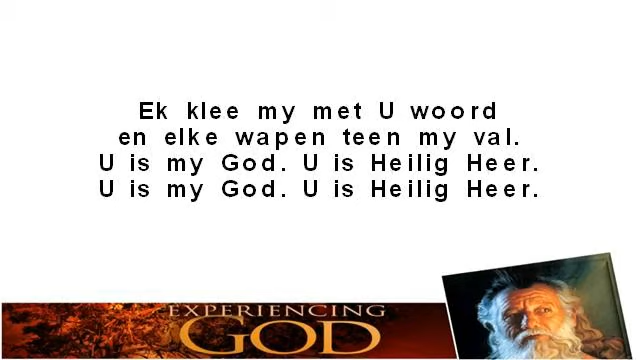 Ek klee my met U woord
en elke wapen teen my val.
U is my God. U is Heilig Heer.
U is my God. U is Heilig Heer.
EXPERIENCING
GOD